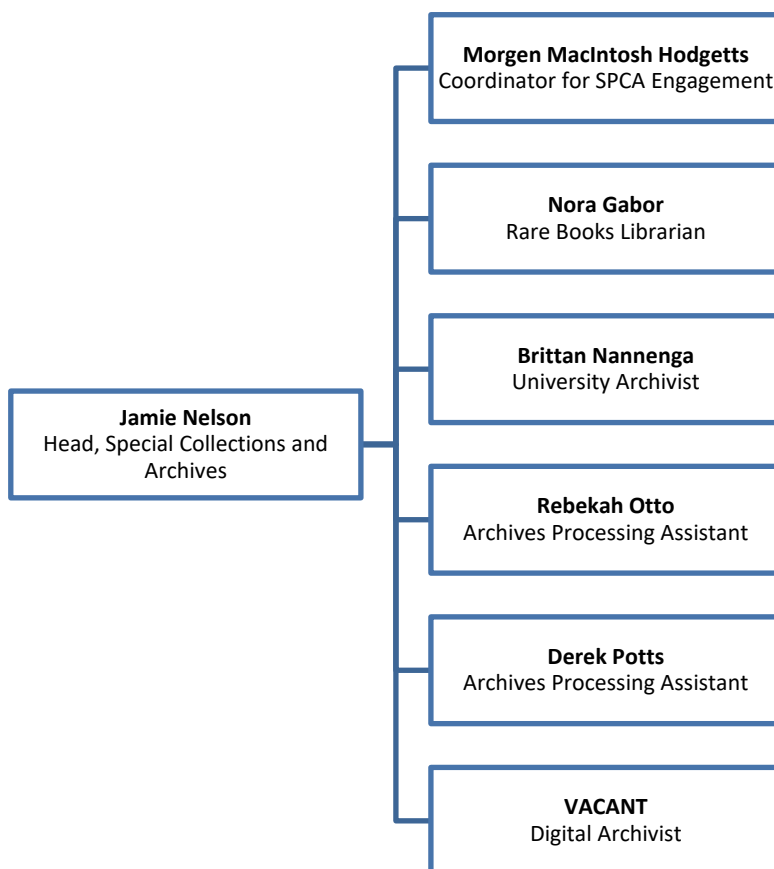 Morgen MacIntosh Hodgetts
Coordinator for SPCA Engagement
Nora Gabor
Rare Books Librarian
Brittan Nannenga
University Archivist
Jamie Nelson
Head, Special Collections and
Archives
Rebekah Otto
Archives Processing Assistant
Derek Potts
Archives Processing Assistant
VACANT
Digital Archivist